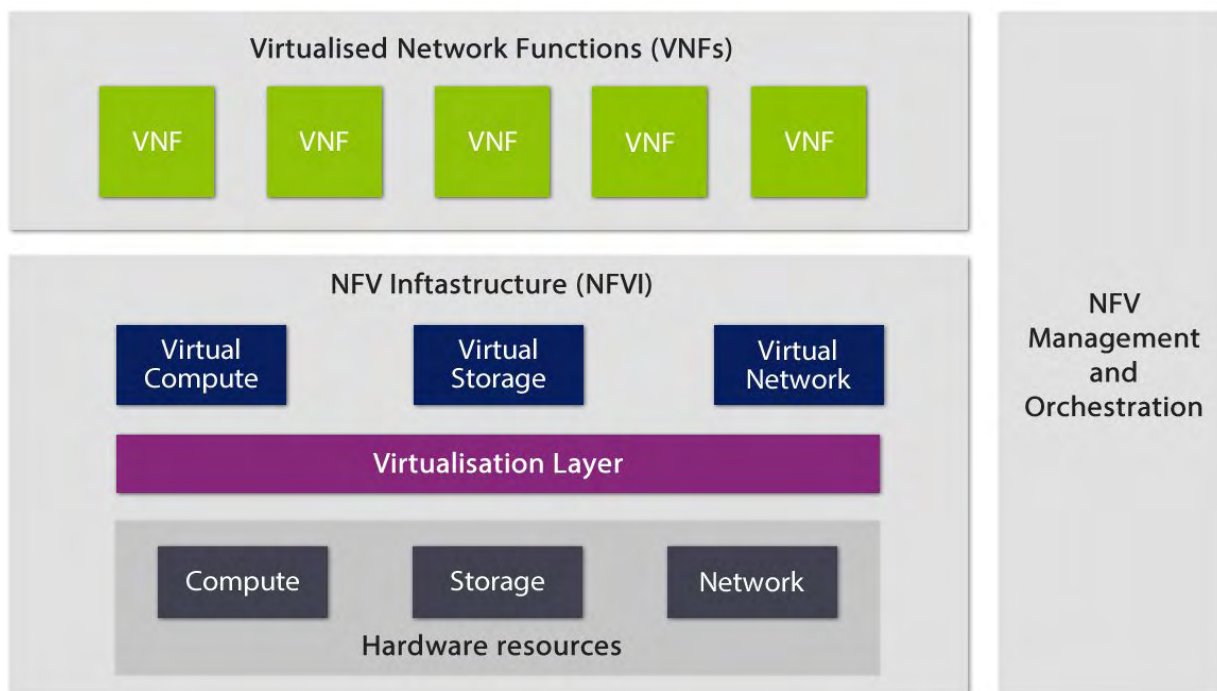 Virtualised Network Functions (VNFs)
VNF
VNF
VNF
VNF
VNF
NFV Inftastructure (NFVI)
Virtual
Compute
Virtual
Storage
Virtual
Network
Virtualisation Layer
Compute
Storage
Network
Hardware resources
NFV
Management
and
Orchestration